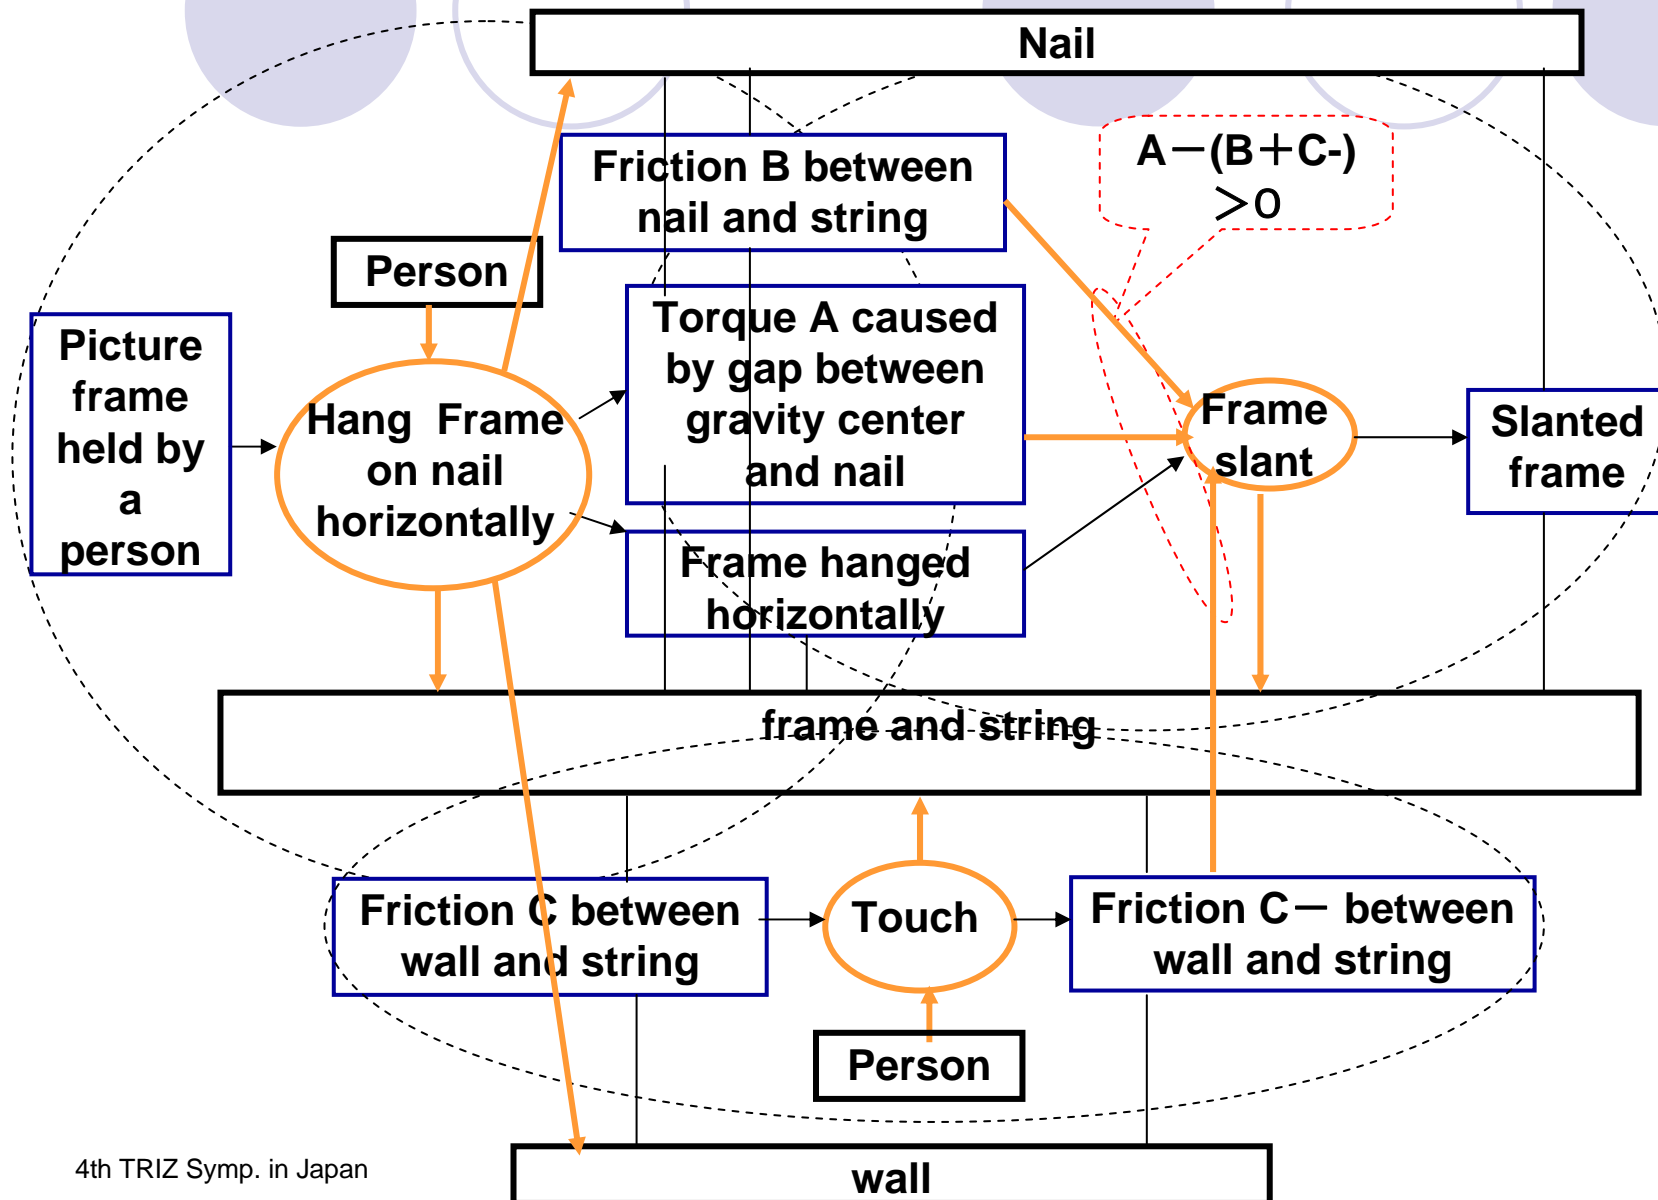 Nail
Friction B between
nail and string
A－(B＋C-)
＞0
Person
Picture
frame
held by
a
person
Hang  Frame
on nail
horizontally
Torque A caused
by gap between
gravity center
and nail
Frame
slant
Slanted
frame
Frame hanged
horizontally
frame and string
Friction C between
wall and string
Touch
Friction C－ between
wall and string
Person
4th TRIZ Symp. in Japan
wall